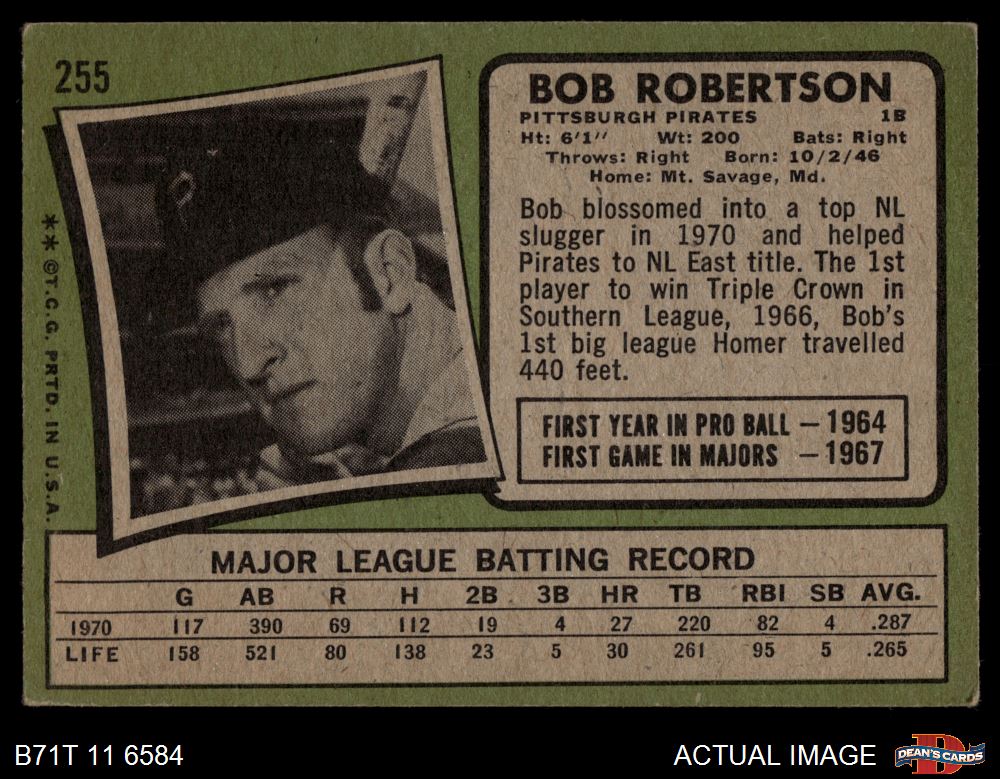 255
BOB ROBERTSON
PITTSBURGH PIRATES 1B
Ht: 6'1" Wt: 200 Bats: Right
Throws: Right Born: 10/2/46
Home: Mt. Savage, Md.
Bob blossomed into a top NL
slugger in 1970 and helped
Pirates to NL East title. The 1st
player to win Triple Crown in
Southern League, 1966, Bob's
1st big league Homer travelled
440 feet.
FIRST YEAR IN PRO BALL — 1964
FIRST GAME IN MAJORS — 1967
**©T.C.G. PRTD. IN U.S.A.
MAJOR LEAGUE BATTING RECORD
G AB R H 2B 3B HR TB RBI SB AVG.
1970 117 390 69 112 19 4 27 220 82 4 .287
LIFE 158 521 80 138 23 5 30 261 95 5 .265
B71T 11 6584
ACTUAL IMAGE
D
DEAN'S CARDS